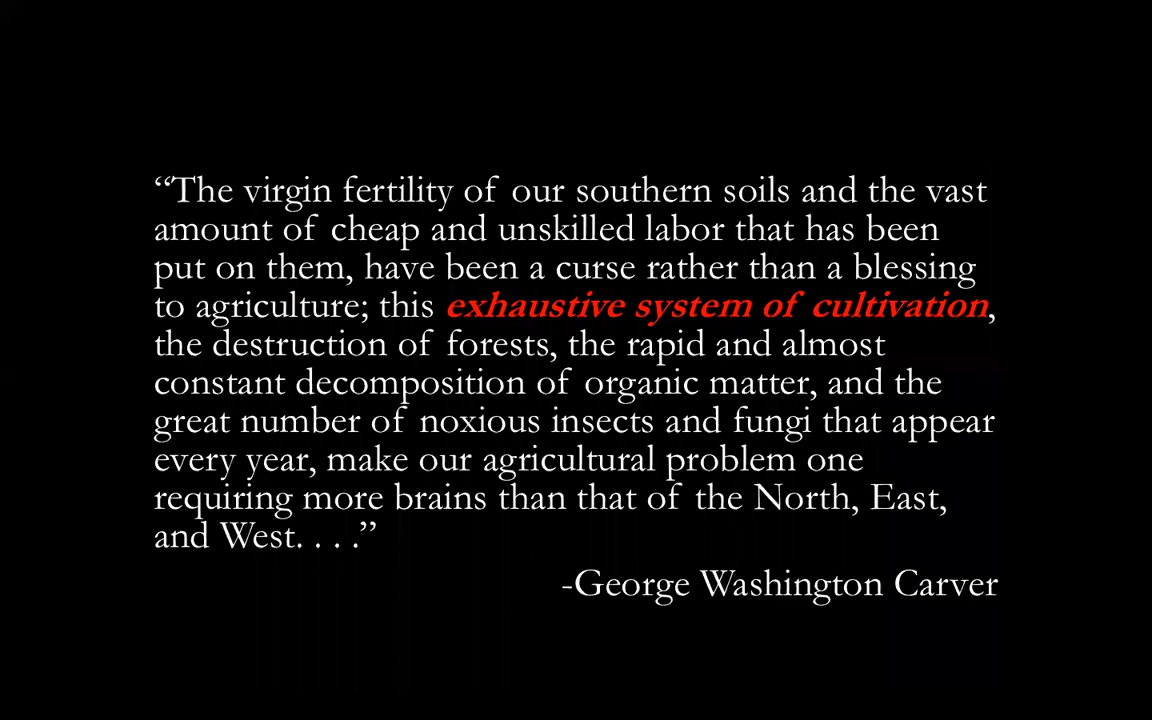 “The virgin fertility of our southern soils and the vast
amount of cheap and unskilled labor that has been
put on them, have been a curse rather than a blessing
to agriculture; this exhaustive system of cultivation,
the destruction of forests, the rapid and almost
constant decomposition of organic matter, and the
great number of noxious insects and fungi that appear
every year, make our agricultural problem one
requiring more brains than that of the North, East,
and West. . . .”
-George Washington Carver